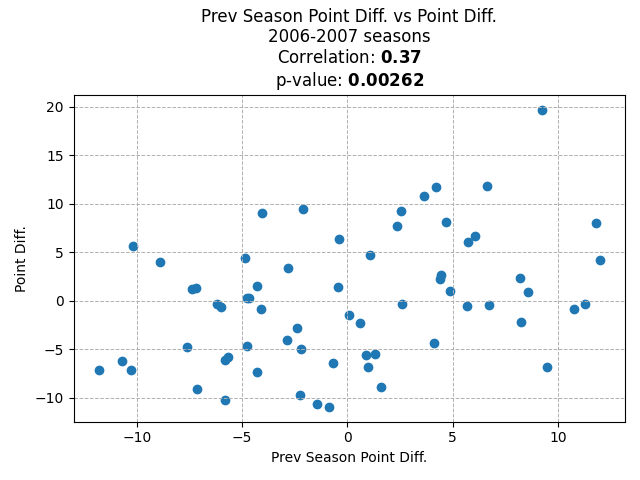 Prev Season Point Diff. vs Point Diff.
2006-2007 seasons
Correlation: 0.37
p-value: 0.00262
20
15
10
5
0
−5
−10
Point Diff.
−10
−5
0
5
10
Prev Season Point Diff.